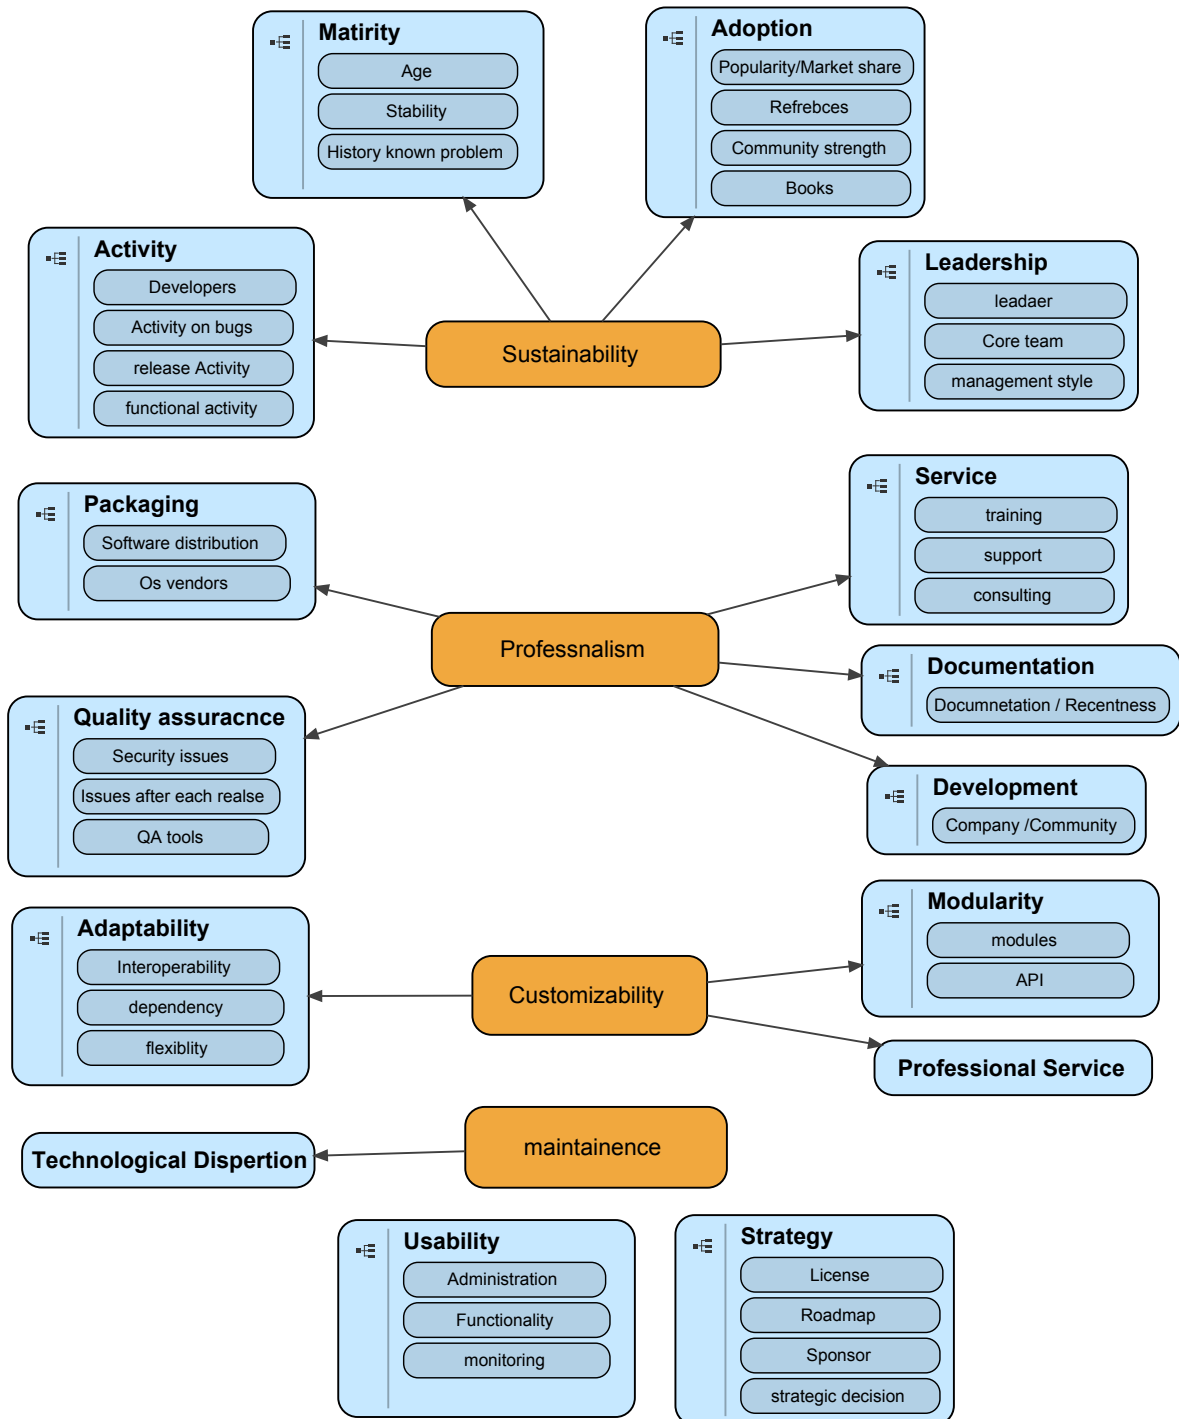 Matirity
Age
Stability
History known problem
Adoption
Popularity/Market share
Refrebces
Community strength
Books
Activity
Developers
Activity on bugs
release Activity
functional activity
Sustainability
Leadership
leadaer
Core team
management style
Packaging
Software distribution
Os vendors
Service
training
support
consulting
Professnalism
Documentation
Documnetation / Recentness
Quality assuracnce
Security issues
Issues after each realse
QA tools
Development
Company /Community
Adaptability
Interoperability
dependency
flexiblity
Customizability
Modularity
modules
API
Professional Service
maintainence
Technological Dispertion
Usability
Administration
Functionality
monitoring
Strategy
License
Roadmap
Sponsor
strategic decision